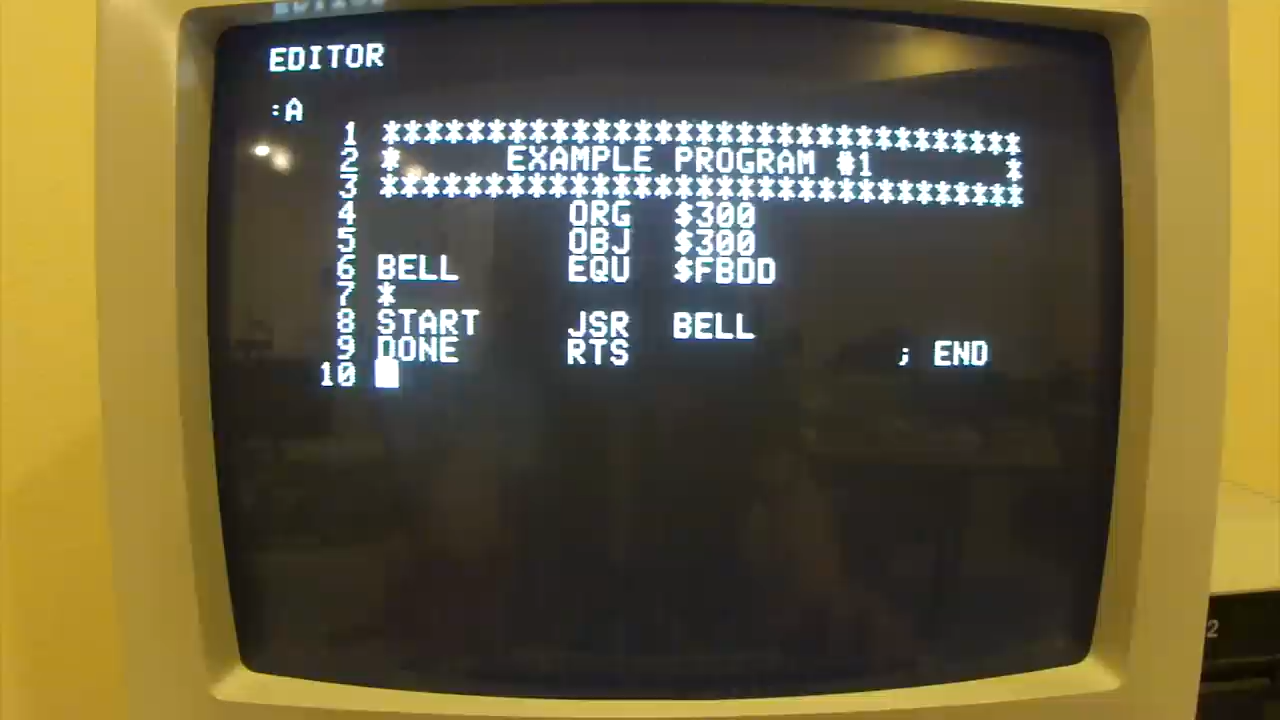 EDITOR
:A
1 *********************************
2 * EXAMPLE PROGRAM #1 *
3 *********************************
4 ORG $300
5 OBJ $300
6 BELL EQU $FBDD
7 *
8 START JSR BELL
9 DONE RTS ; END
10
2